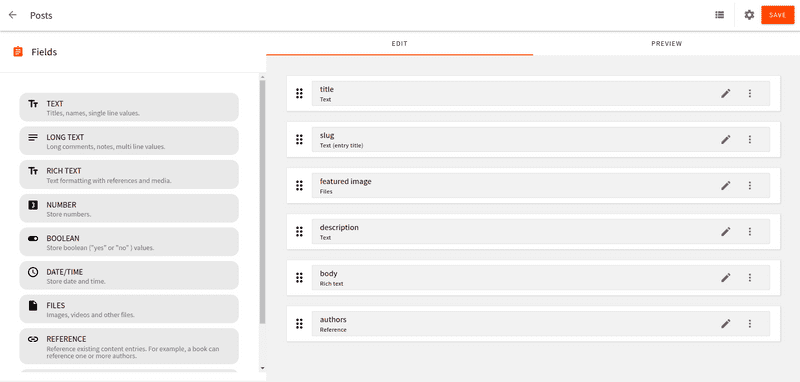 Posts
SAVE
Fields
EDIT
PREVIEW
TEXT
Titles, names, single line values.
LONG TEXT
Long comments, notes, multi line values.
RICH TEXT
Text formatting with references and media.
NUMBER
Store numbers.
BOOLEAN
Store boolean ("yes" or "no" ) values.
DATE/TIME
Store date and time.
FILES
Images, videos and other files.
REFERENCE
Reference existing content entries. For example, a book can
reference one or more authors.
title
Text
slug
Text (entry title)
featured image
Files
description
Text
body
Rich text
authors
Reference